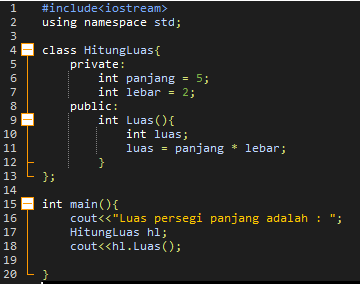 1 #include<iostream>
2 using namespace std;
3
4 class HitungLuas{
5 private:
6 int panjang = 5;
7 int lebar = 2;
8 public:
9 int Luas(){
10 int luas;
11 luas = panjang * lebar;
12 }
13 };
14
15 int main(){
16 cout<<"Luas persegi panjang adalah : ";
17 HitungLuas hl;
18 cout<<hl.Luas();
19
20 }